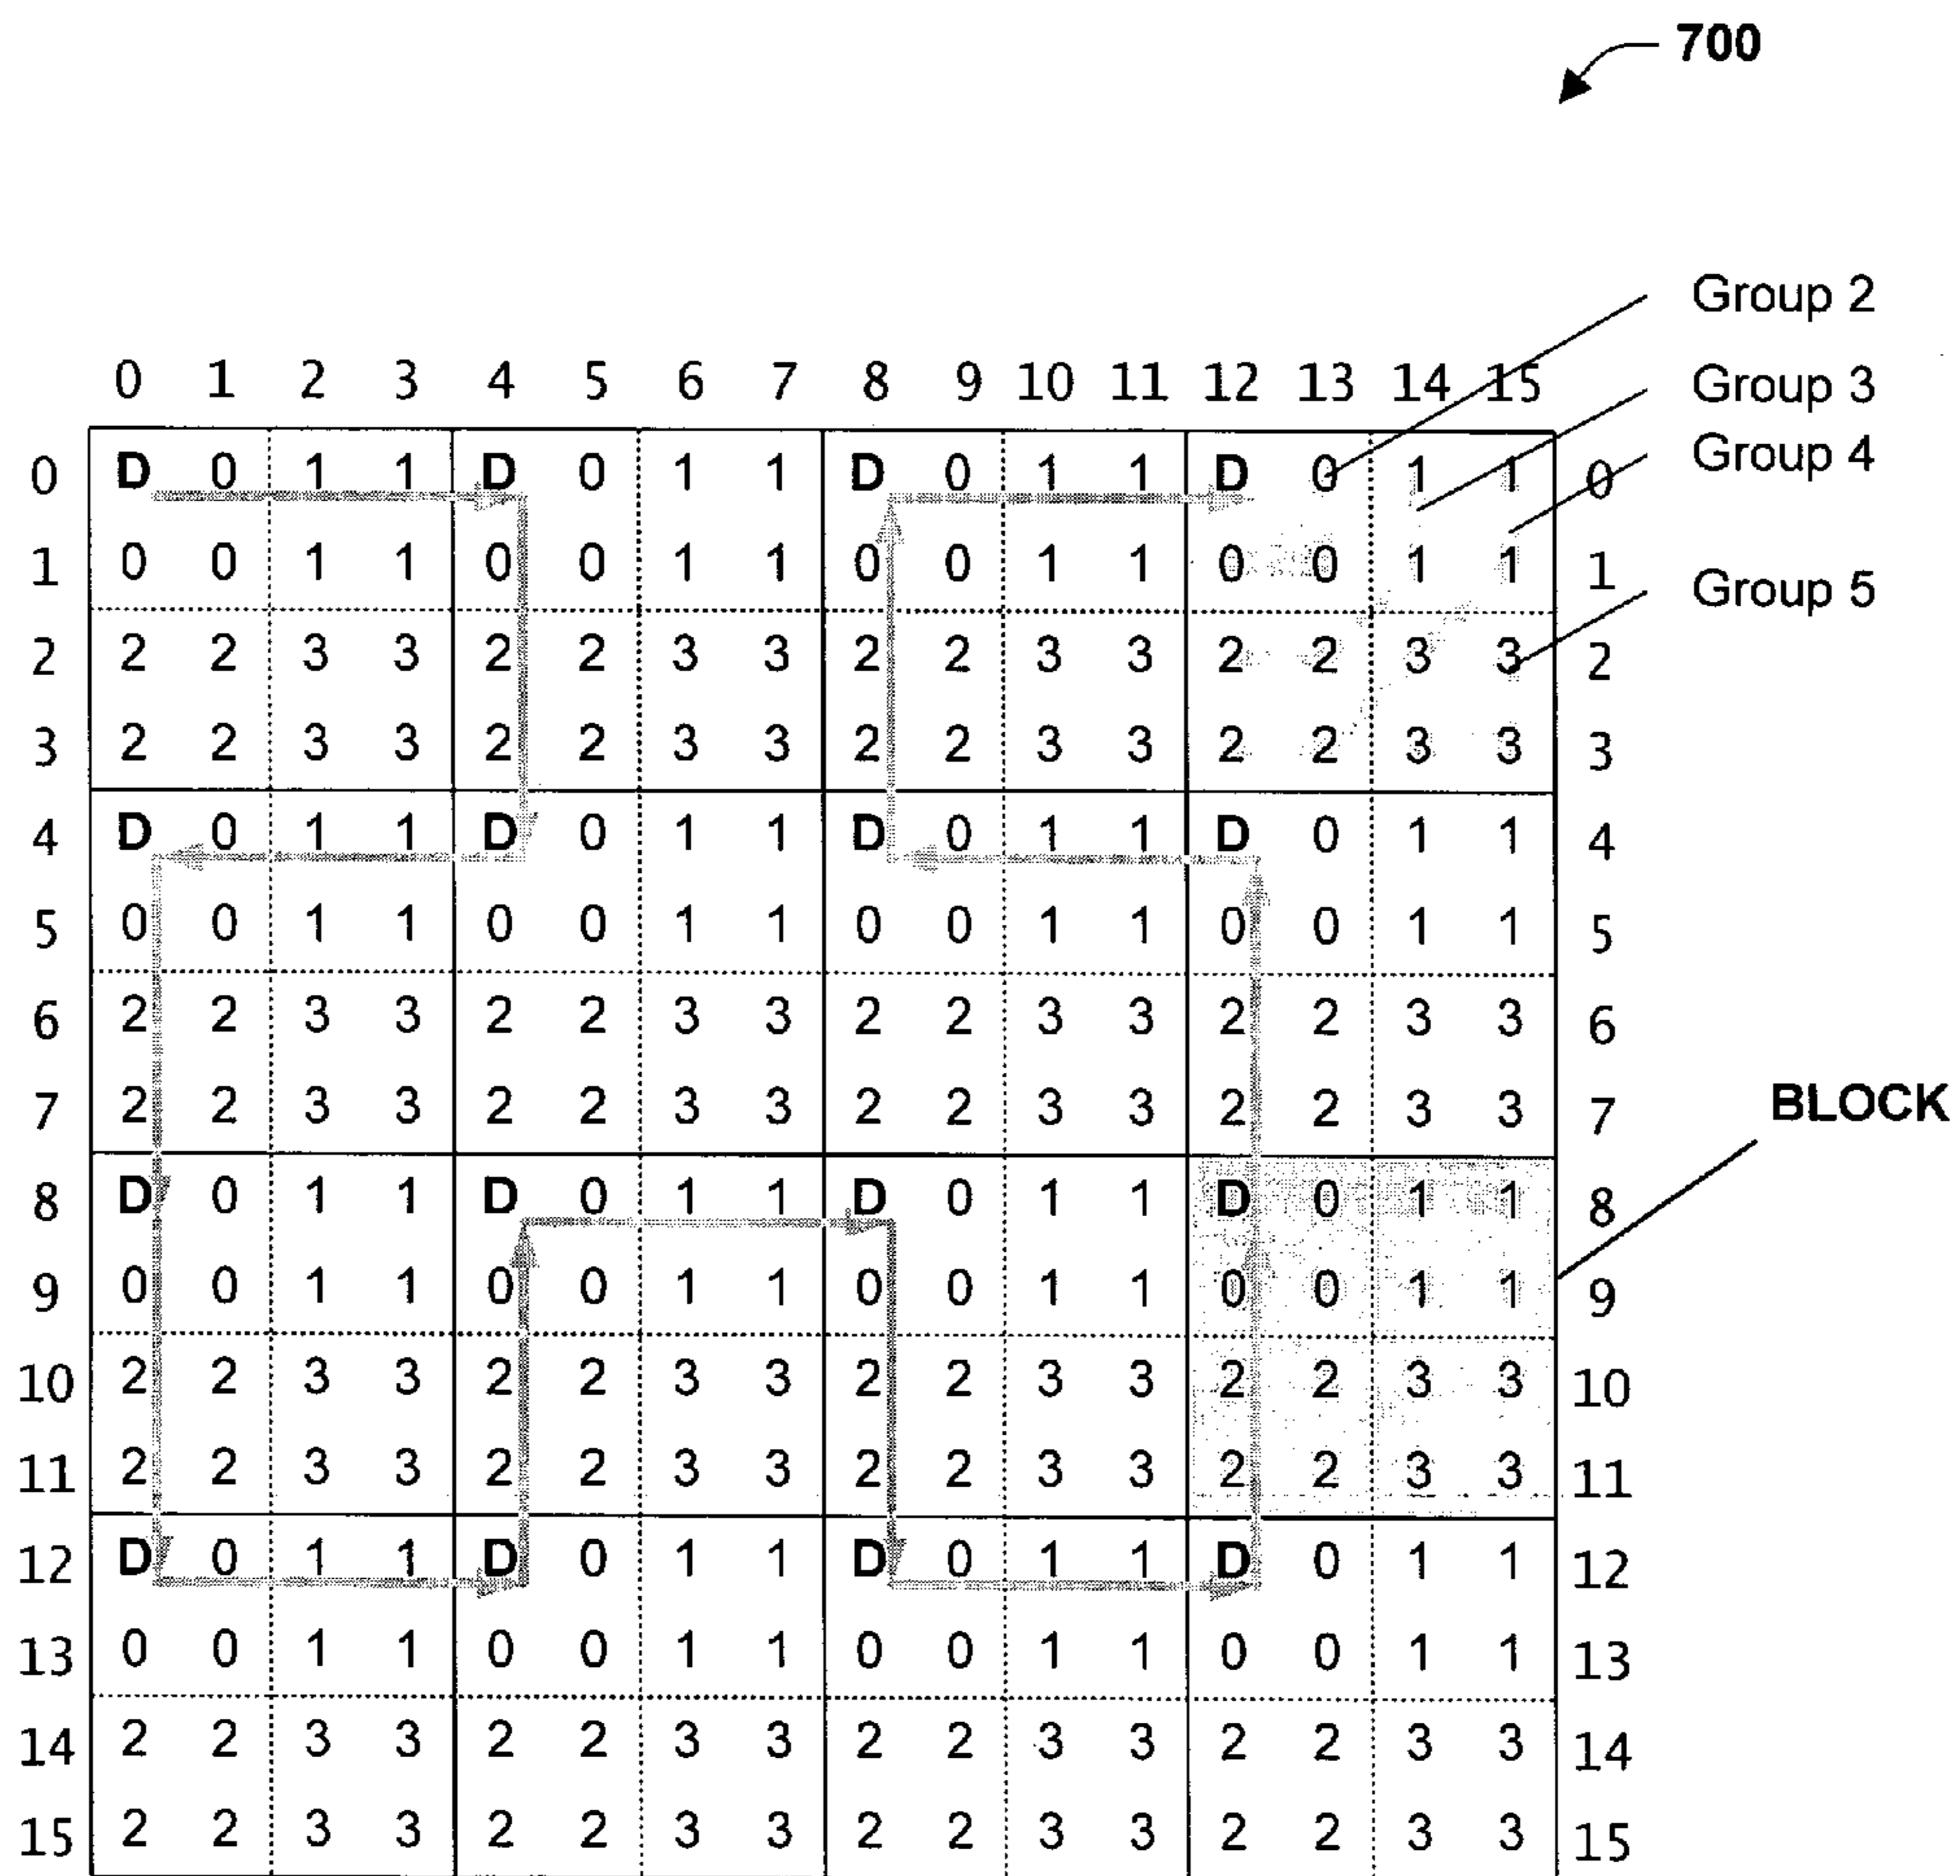 700
Group 2
0 1 2 3 4 5 6 7 8 9 10 11 12 13 14 15 Group 3
Group 4
0 D 0 1 1 D 0 1 1 D 0 1 1 D 0 1 1 0
1 0 0 1 1 0 0 1 1 0 0 1 1 0 0 1 1 1
Group 5
2 2 2 3 3 2 2 3 3 2 2 3 3 2 2 3 3 2
3 2 2 3 3 2 2 3 3 2 2 3 3 2 2 3 3 3
4 D 0 1 1 D 0 1 1 D 0 1 1 D 0 1 1 4
5 0 0 1 1 0 0 1 1 0 0 1 1 0 0 1 1 5
6 2 2 3 3 2 2 3 3 2 2 3 3 2 2 3 3 6
7 2 2 3 3 2 2 3 3 2 2 3 3 2 2 3 3 7
BLOCK
8 D 0 1 1 D 0 1 1 D 0 1 1 D 0 1 1 8
9 0 0 1 1 0 0 1 1 0 0 1 1 0 0 1 1 9
10 2 2 3 3 2 2 3 3 2 2 3 3 2 2 3 3 10
11 2 2 3 3 2 2 3 3 2 2 3 3 2 2 3 3 11
12 D 0 1 1 D 0 1 1 D 0 1 1 D 0 1 1 12
13 0 0 1 1 0 0 1 1 0 0 1 1 0 0 1 1 13
14 2 2 3 3 2 2 3 3 2 2 3 3 2 2 3 3 14
15 2 2 3 3 2 2 3 3 2 2 3 3 2 2 3 3 15